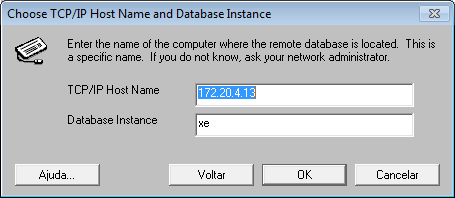 Choose TCP/IP Host Name and Database Instance
Enter the name of the computer where the remote database is located. This is
a specific name. If you do not know, ask your network administrator.
TCP/IP Host Name
172.20.4.13
Database Instance
xe
Ajuda...
Voltar
OK
Cancelar